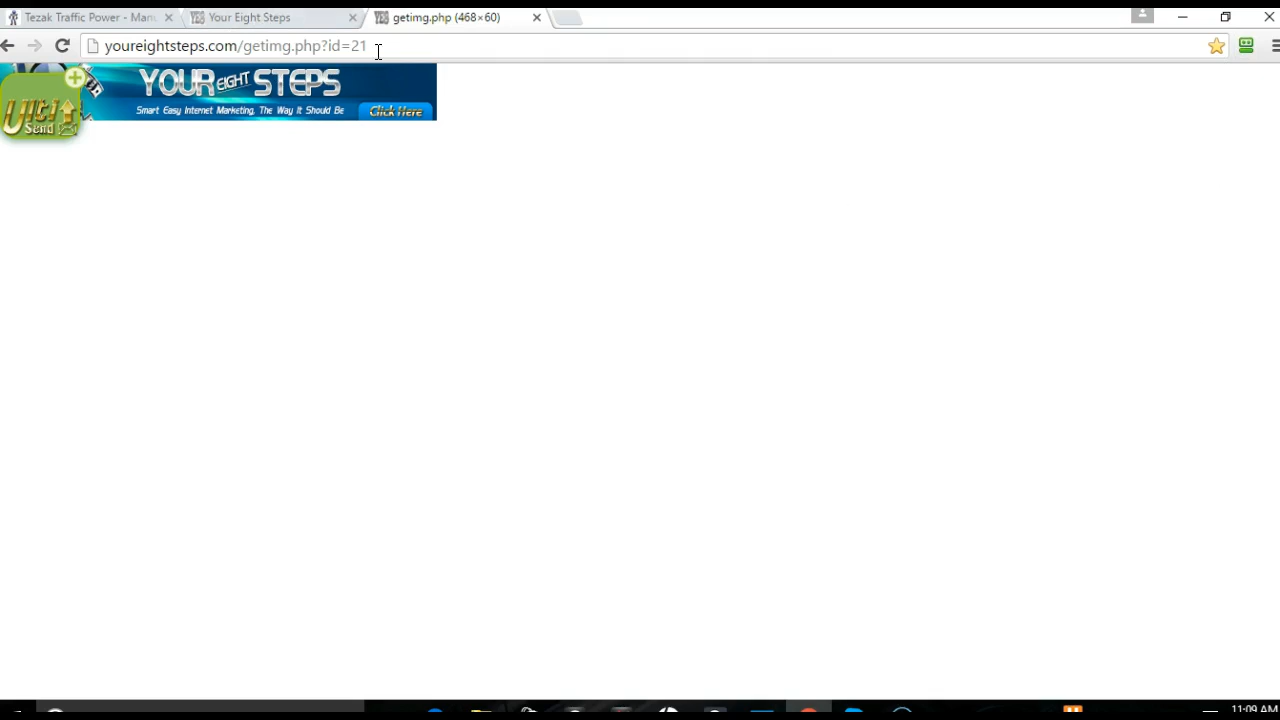 Tezak Traffic Power - Man
Your Eight Steps
getimg.php (468×60)
youreightsteps.com/getimg.php?id=21
YOUR EIGHT STEPS
Smart Easy Internet Marketing, The Way It Should Be
Click Here
Send
11:09 AM